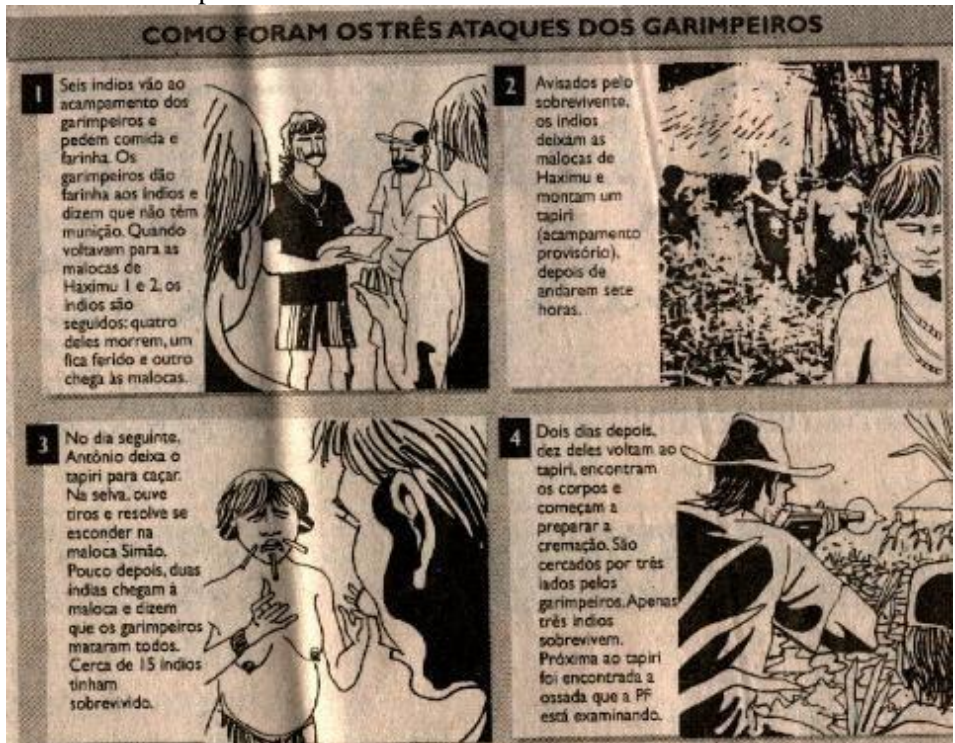 COMO FORAM OS TRÊS ATAQUES DOS GARIMPEIROS
1
Seis índios vão ao
acampamento dos
garimpeiros e
pedem comida e
farinha. Os
garimpeiros dão
farinha aos índios e
dizem que não têm
munição. Quando
voltavam para as
malocas de
Haximu 1 e 2, os
índios são
seguidos: quatro
deles morrem, um
fica ferido e outro
chega às malocas.
2
Avisados pelo
sobrevivente,
os índios
deixam as
malocas de
Haximu e
montam um
tapiri
(acampamento
provisório),
depois de
andarem sete
horas.
3
No dia seguinte,
Antônio deixa o
tapiri para caçar.
Na selva, ouve
tiros e resolve se
esconder na
maloca Simão.
Pouco depois, duas
índias chegam à
maloca e dizem
que os garimpeiros
mataram todos.
Cerca de 15 índios
tinham
sobrevivido.
4
Dois dias depois,
dez deles voltam ao
tapiri, encontram
os corpos e
começam a
preparar a
cremação. São
cercados por três
lados pelos
garimpeiros. Apenas
três índios
sobrevivem.
Próxima ao tapiri
foi encontrada a
ossada que a PF
está examinando.